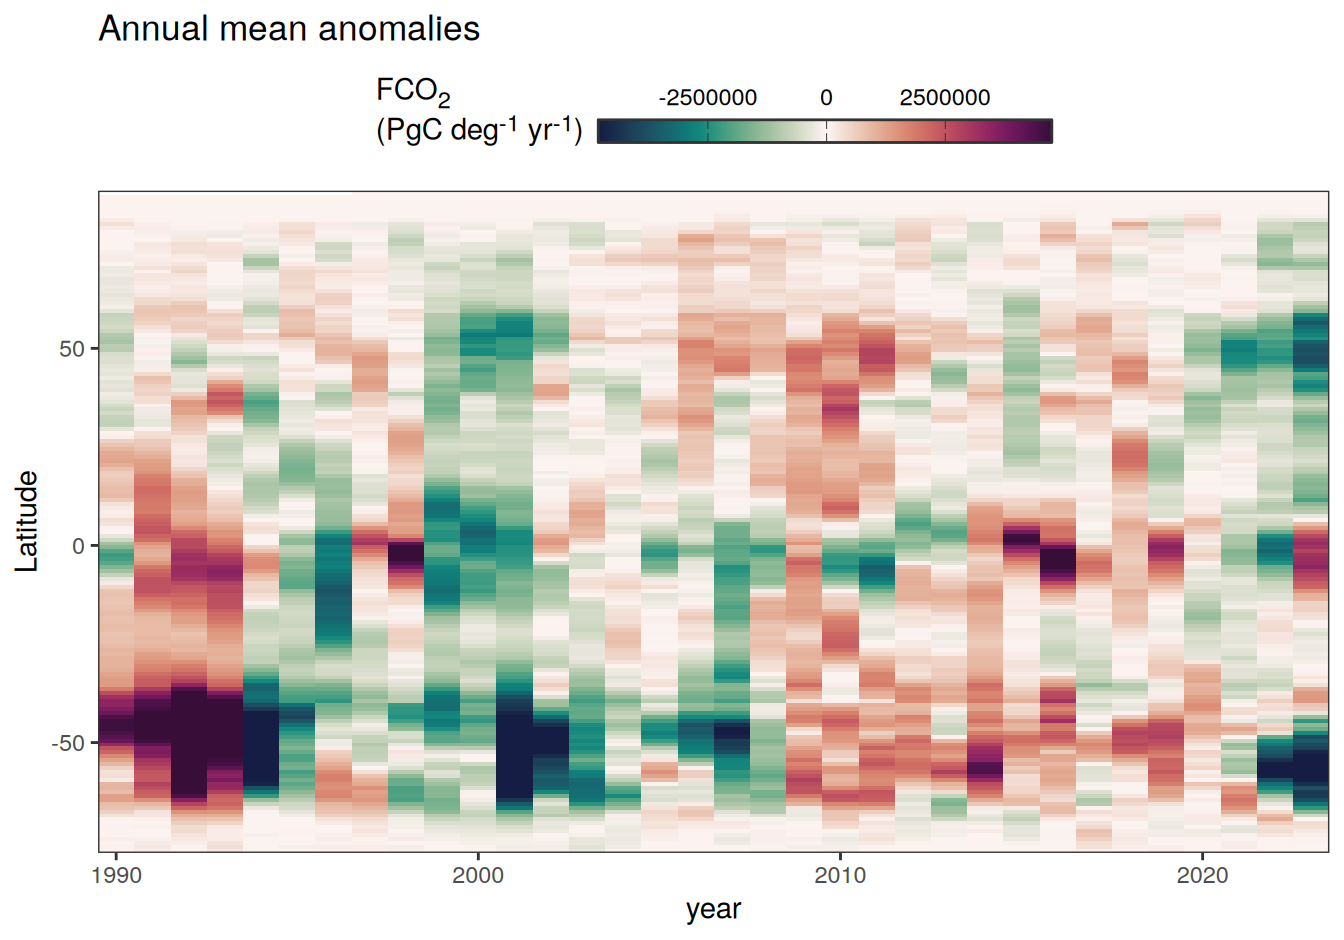 Annual mean anomalies
FCO₂
(PgC deg⁻¹ yr⁻¹)
-2500000 0 2500000
Latitude
50
0
-50
1990 2000 2010 2020
year